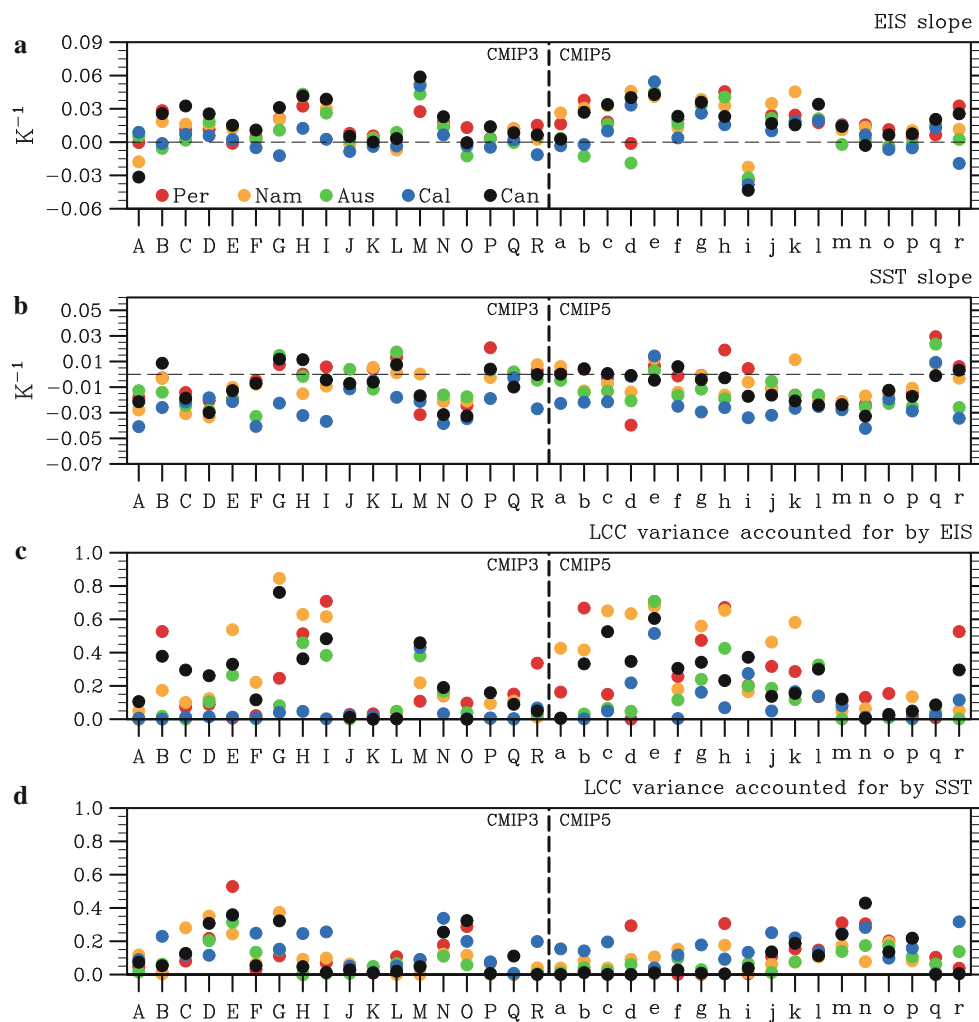 EIS slope
a
CMIP3 CMIP5
K⁻¹
0.09
0.06
0.03
0.00
−0.03
−0.06
Per Nam Aus Cal Can
A B C D E F G H I J K L M N O P Q R a b c d e f g h i j k l m n o p q r
SST slope
b
CMIP3 CMIP5
K⁻¹
0.05
0.03
0.01
−0.01
−0.03
−0.05
−0.07
A B C D E F G H I J K L M N O P Q R a b c d e f g h i j k l m n o p q r
LCC variance accounted for by EIS
c
CMIP3 CMIP5
1.0
0.8
0.6
0.4
0.2
0.0
A B C D E F G H I J K L M N O P Q R a b c d e f g h i j k l m n o p q r
LCC variance accounted for by SST
d
CMIP3 CMIP5
1.0
0.8
0.6
0.4
0.2
0.0
A B C D E F G H I J K L M N O P Q R a b c d e f g h i j k l m n o p q r